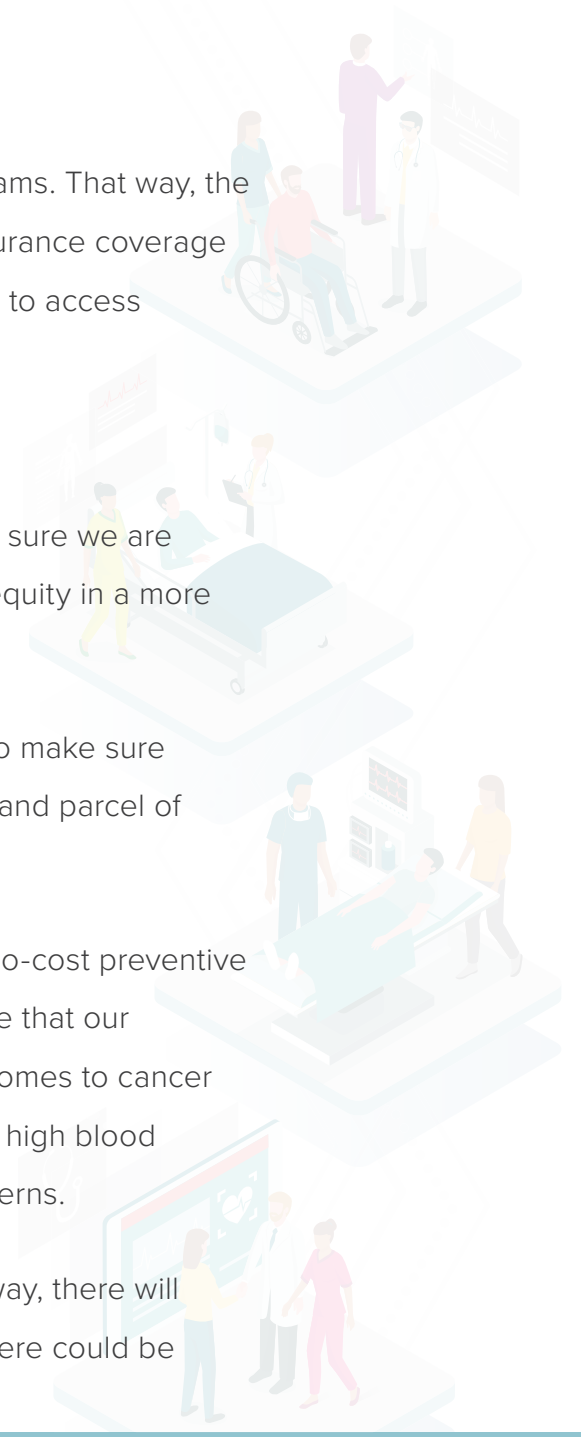 ams. That way, the
urance coverage
to access
sure we are
quity in a more
o make sure
and parcel of
o-cost preventive
e that our
omes to cancer
high blood
erns.
way, there will
ere could be